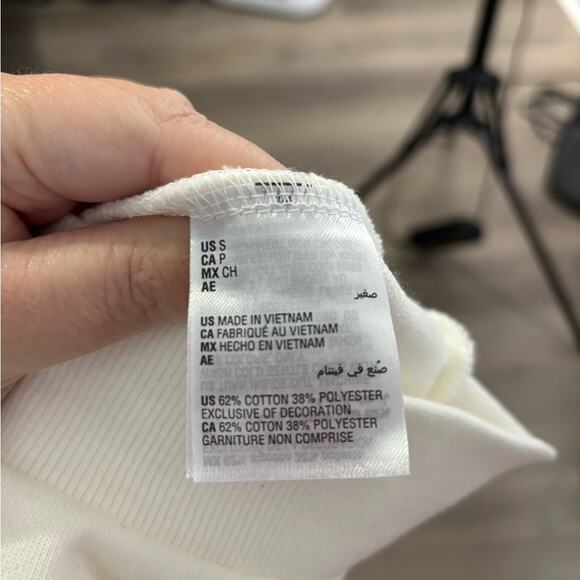 US S
CA P
MX CH
AE
صغير
US MADE IN VIETNAM
CA FABRIQUÉ AU VIETNAM
MX HECHO EN VIETNAM
AE
صُنع في فيتنام
US 62% COTTON 38% POLYESTER
EXCLUSIVE OF DECORATION
CA 62% COTON 38% POLYESTER
GARNITURE NON COMPRISE